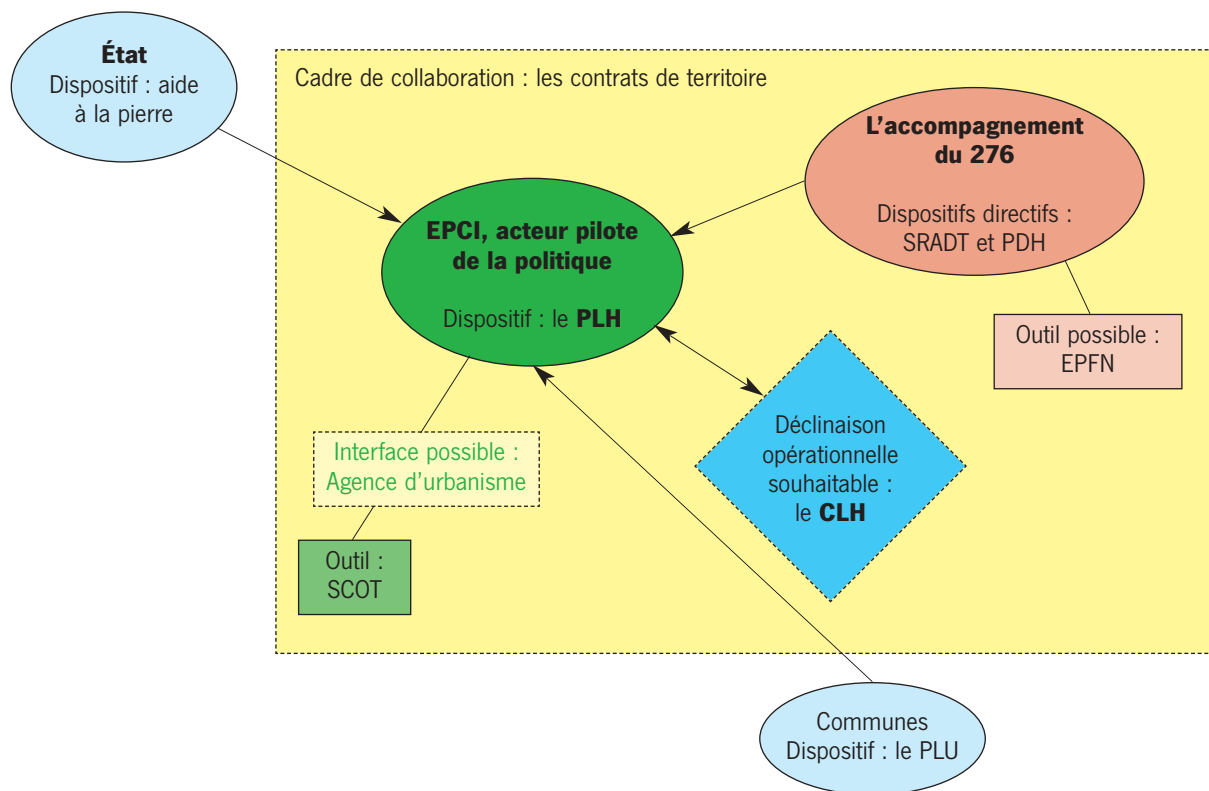 État
Dispositif : aide
à la pierre
Cadre de collaboration : les contrats de territoire
L'accompagnement
du 276
Dispositifs directifs :
SRADT et PDH
EPCI, acteur pilote
de la politique
Dispositif : le PLH
Outil possible :
EPFN
Déclinaison
opérationnelle
souhaitable :
le CLH
Interface possible :
Agence d'urbanisme
Outil :
SCOT
Communes
Dispositif : le PLU